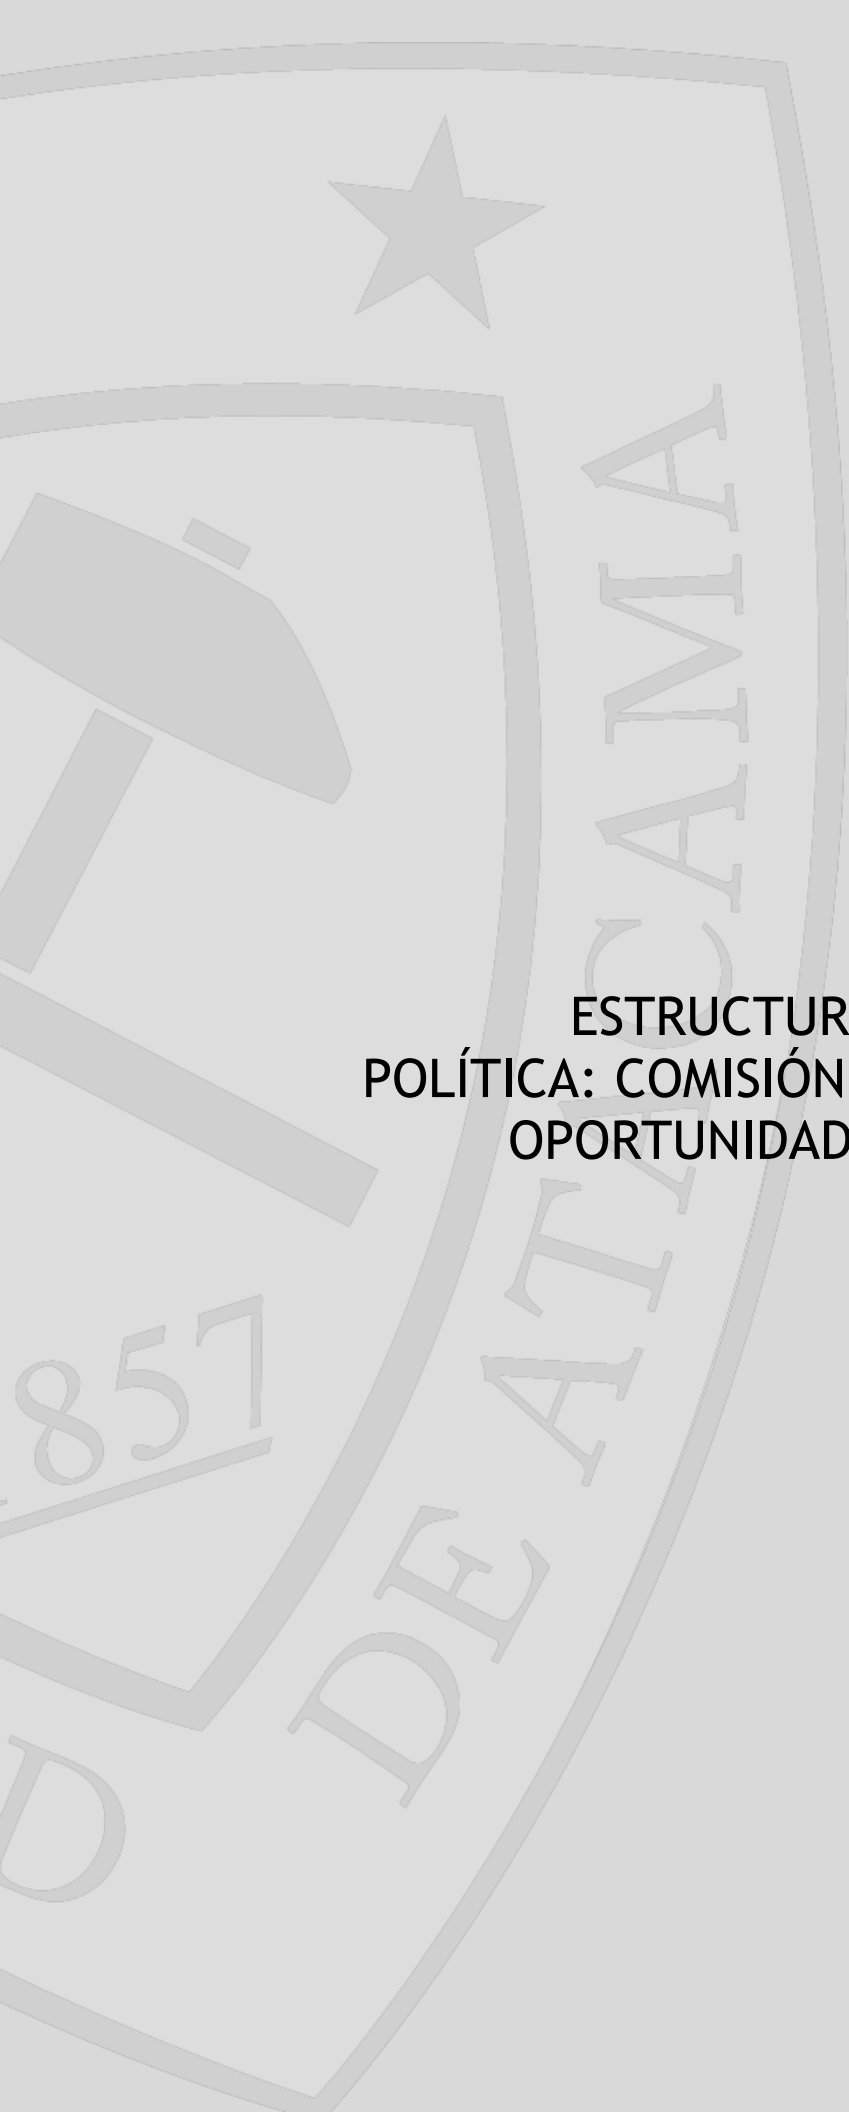 ESTRUCTUR
POLÍTICA: COMISIÓN
OPORTUNIDAD
DE ATACAMA
1857
D